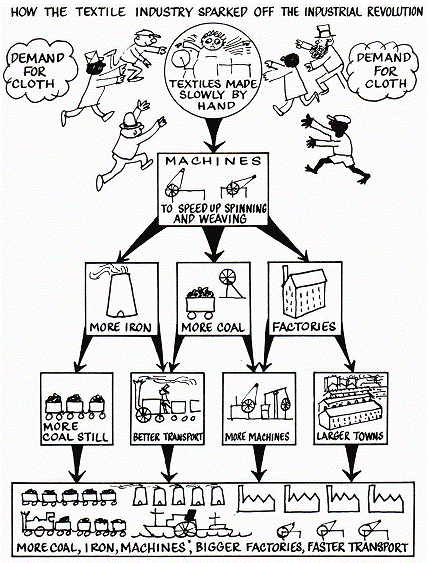 HOW THE TEXTILE INDUSTRY SPARKED OFF THE INDUSTRIAL REVOLUTION
DEMAND
FOR
CLOTH
TEXTILES MADE
SLOWLY BY
HAND
DEMAND
FOR
CLOTH
MACHINES
TO SPEED UP SPINNING
AND WEAVING
MORE IRON
MORE COAL
FACTORIES
MORE
COAL STILL
BETTER TRANSPORT
MORE MACHINES
LARGER TOWNS
MORE COAL, IRON, MACHINES, BIGGER FACTORIES, FASTER TRANSPORT